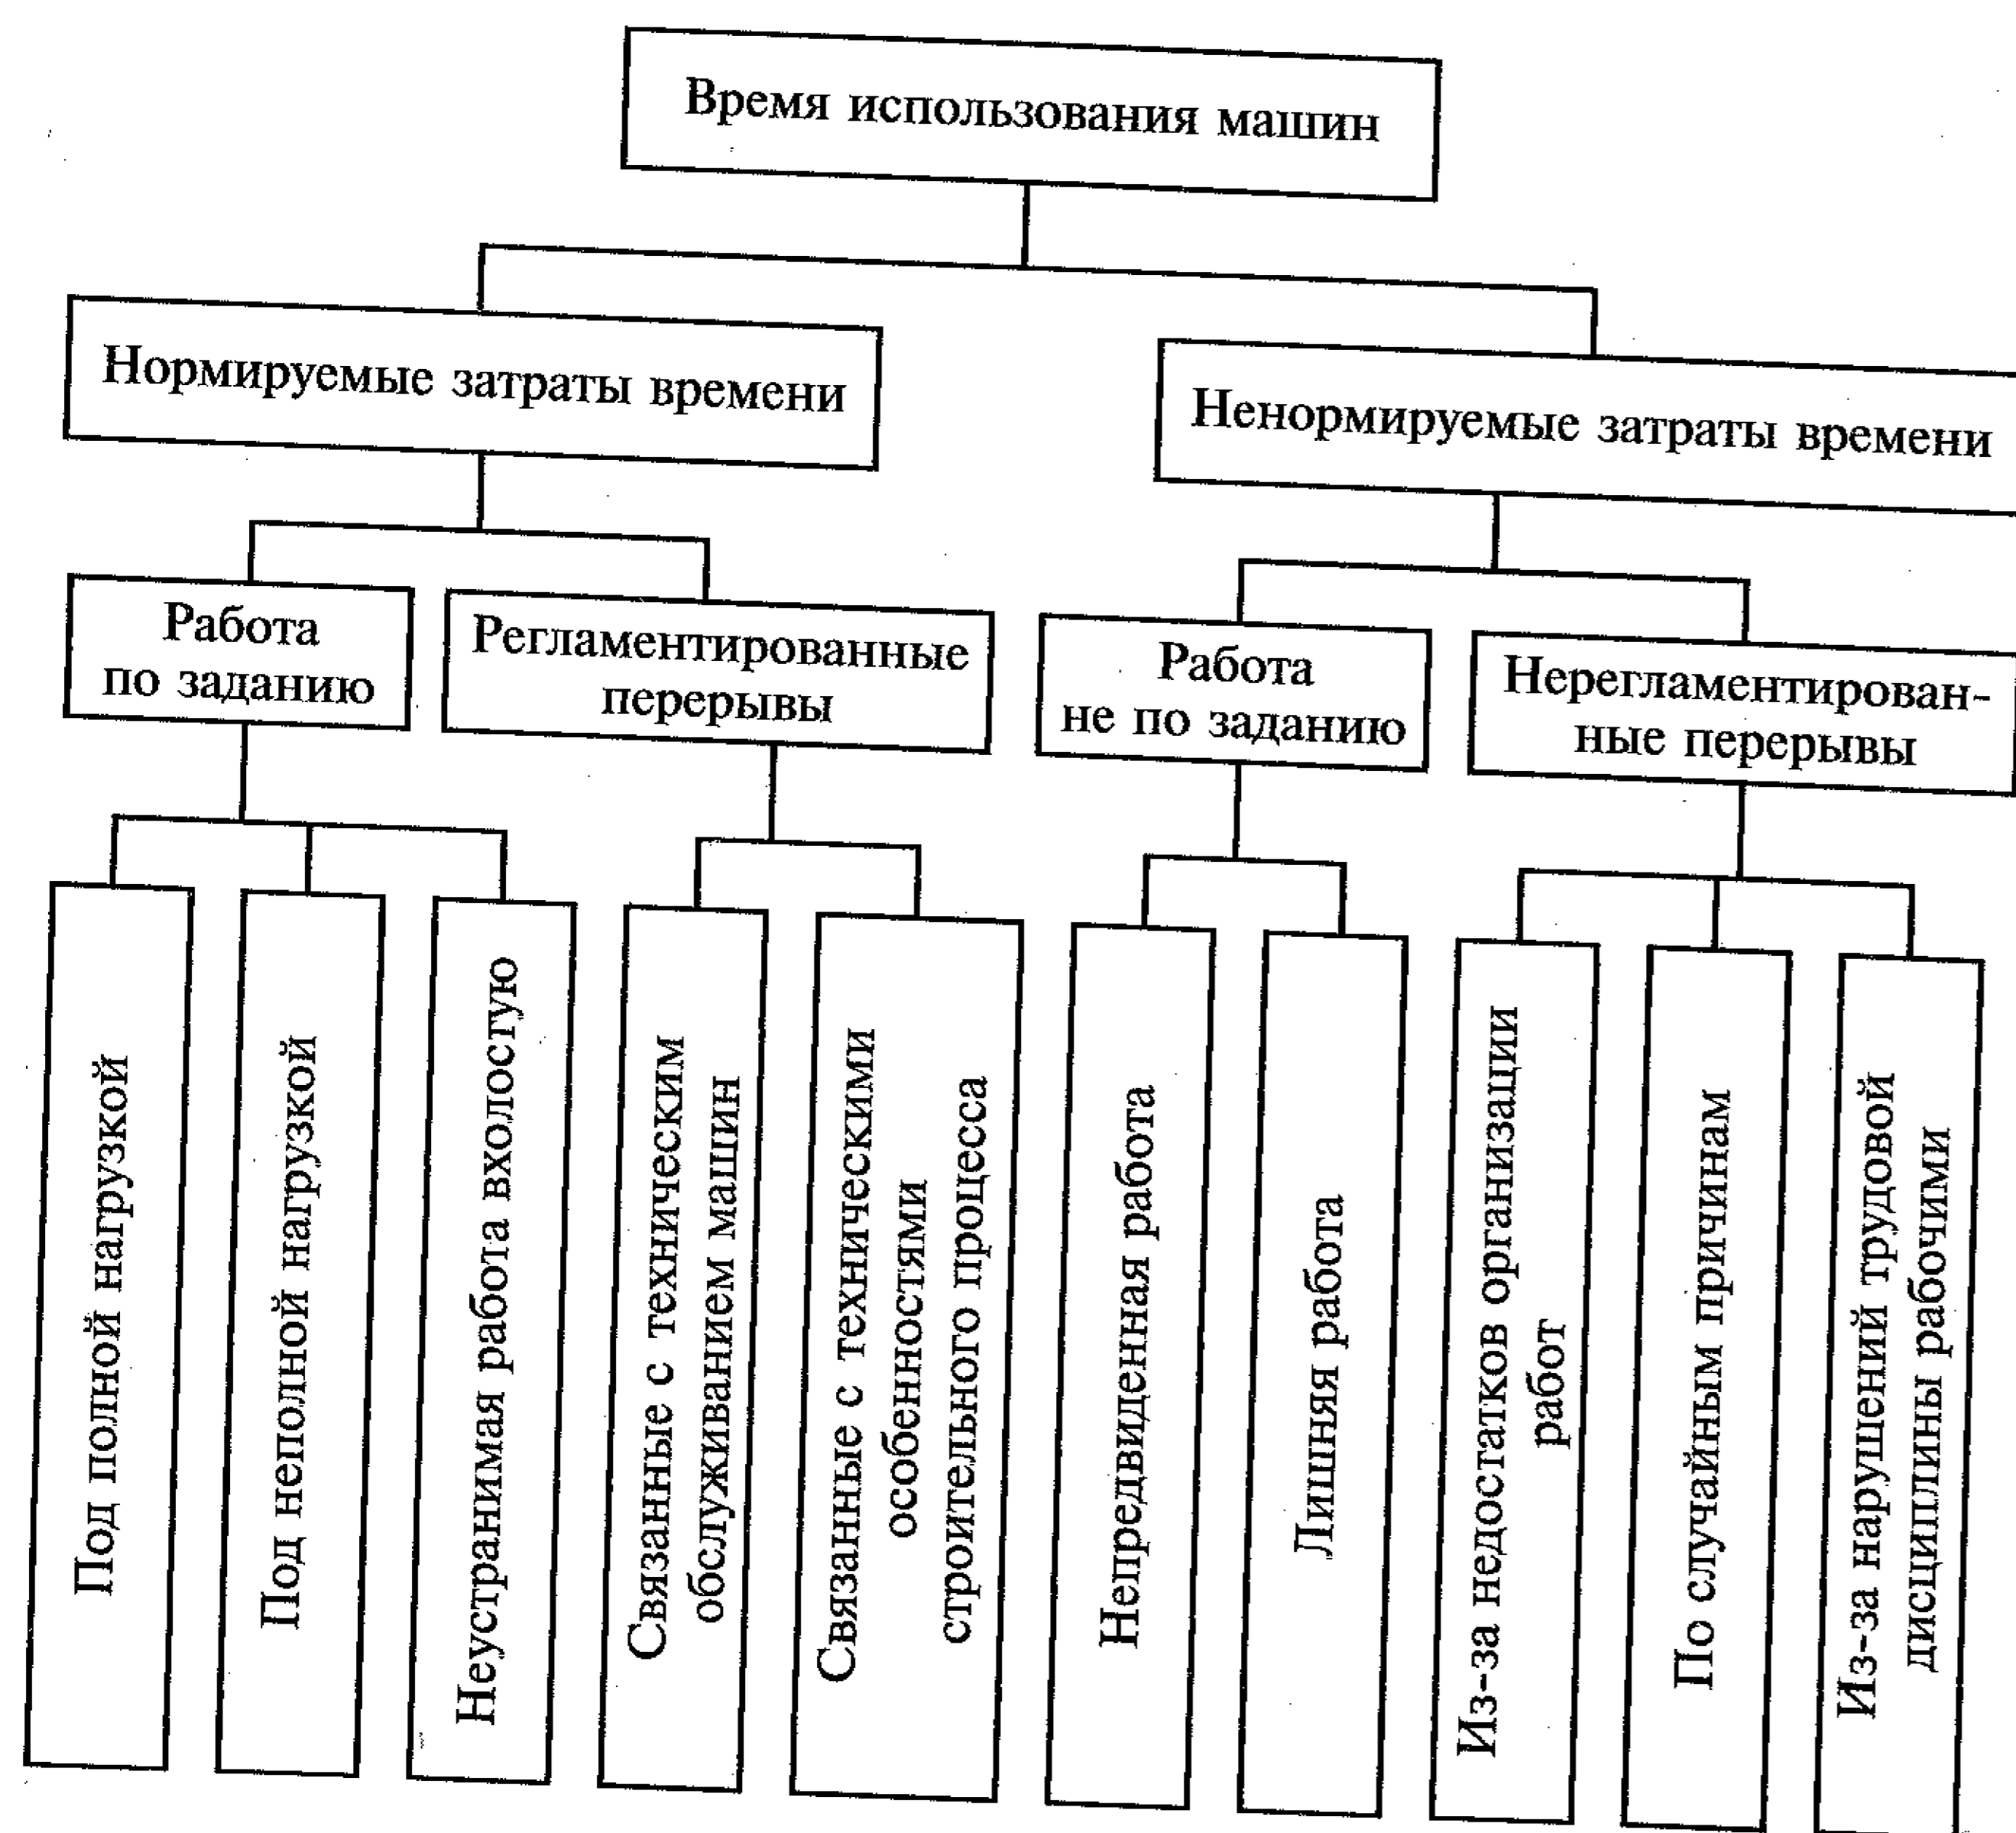 Время использования машин
Нормируемые затраты времени
Ненормируемые затраты времени
Работа
по заданию
Регламентированные
перерывы
Работа
не по заданию
Нерегламентирован-
ные перерывы
Под полной нагрузкой
Под неполной нагрузкой
Неустранимая работа вхолостую
Связанные с техническим
обслуживанием машин
Связанные с техническими
особенностями
строительного процесса
Непредвиденная работа
Лишняя работа
Из-за недостатков организации
работ
По случайным причинам
Из-за нарушений трудовой
дисциплины рабочими